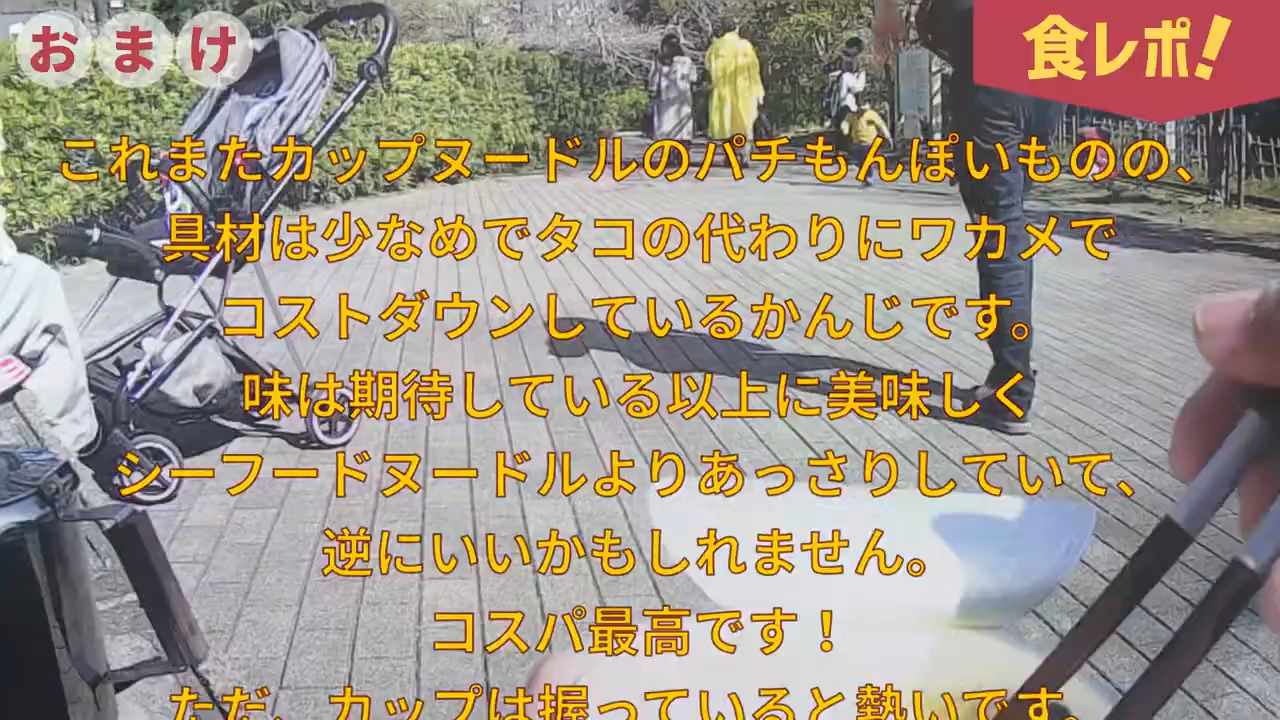 おまけ
食レポ!
これまたカップヌードルのパチもんぽいものの、
具材は少なめでタコの代わりにワカメで
コストダウンしているかんじです。
味は期待している以上に美味しく
シーフードヌードルよりあっさりしていて、
逆にいいかもしれません。
コスパ最高です！
ただ、カップは握っていると熱いです。